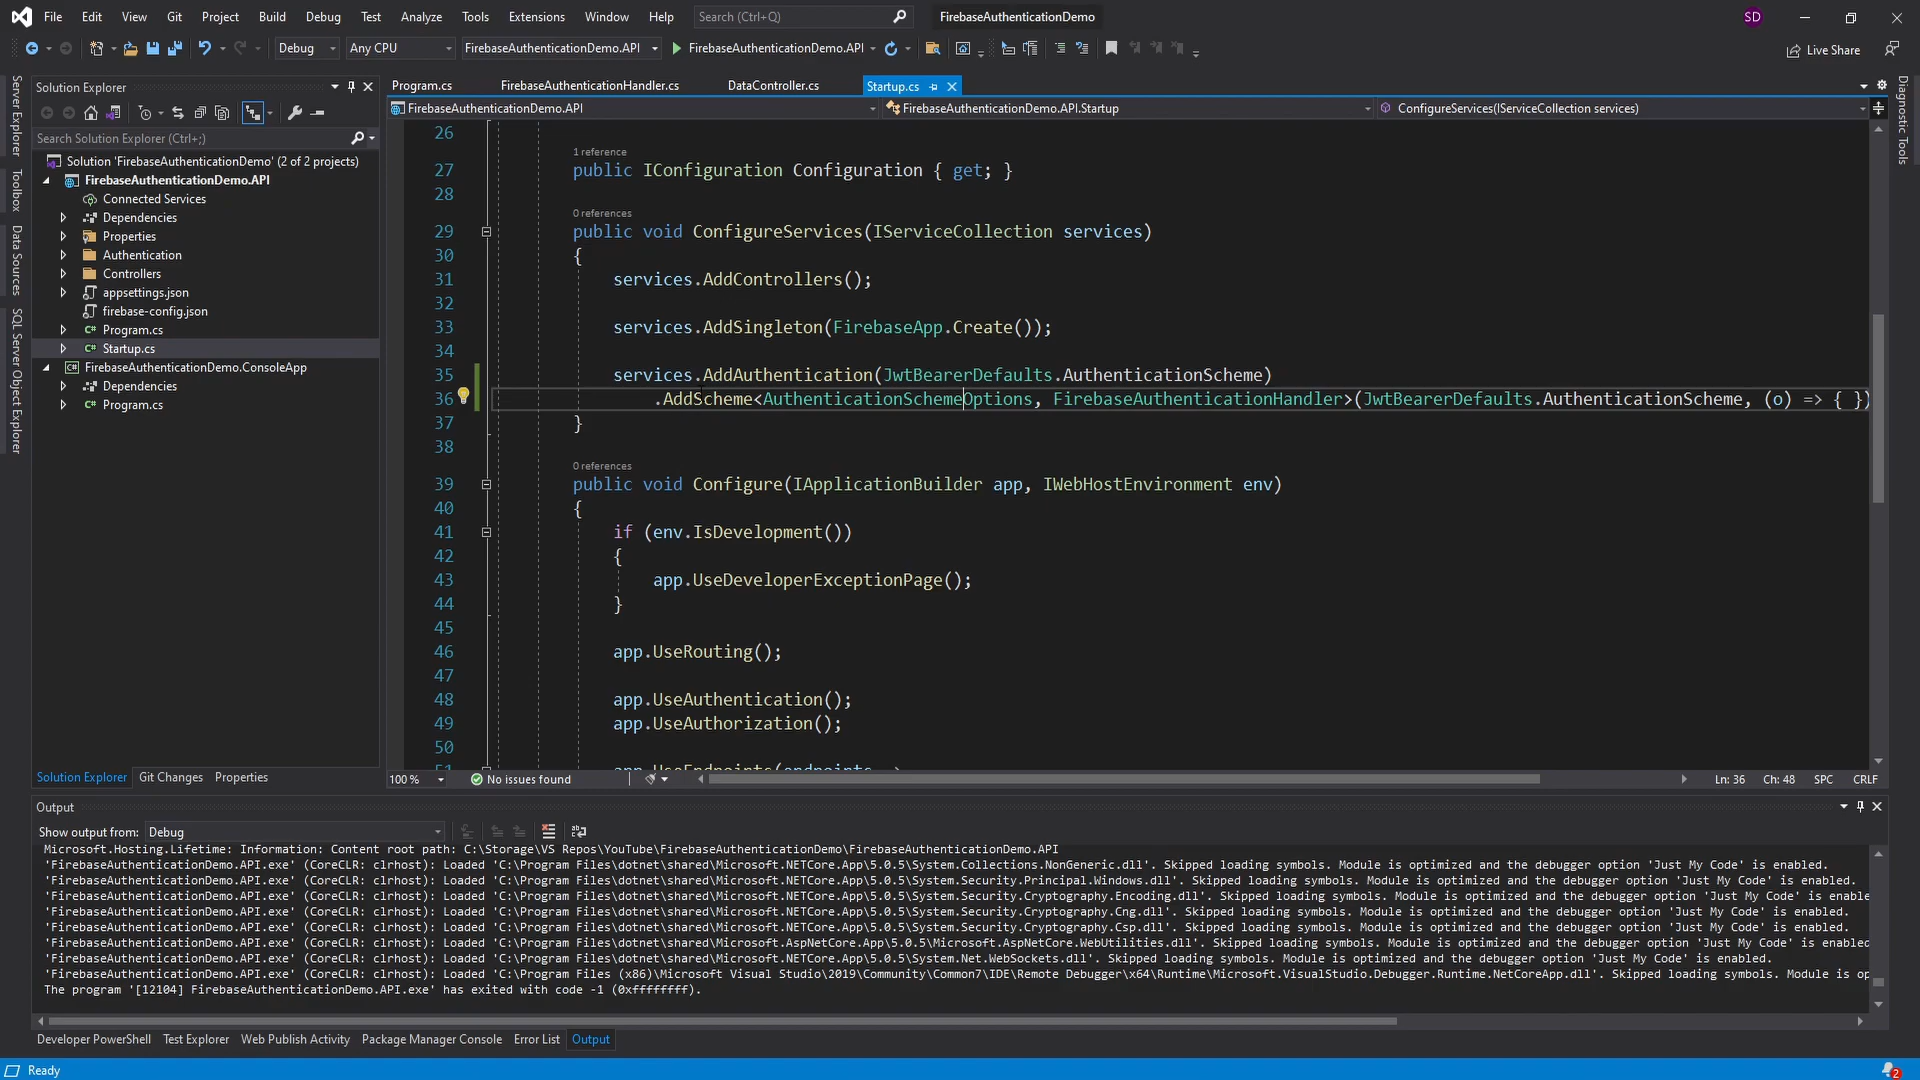 File Edit View Git Project Build Debug Test Analyze Tools Extensions Window Help Search (Ctrl+Q) FirebaseAuthenticationDemo SD
Debug Any CPU FirebaseAuthenticationDemo.API FirebaseAuthenticationDemo.API Live Share
Server Explorer
Toolbox
Data Sources
SQL Server Object Explorer
Solution Explorer
Search Solution Explorer (Ctrl+;)
Solution 'FirebaseAuthenticationDemo' (2 of 2 projects)
FirebaseAuthenticationDemo.API
Connected Services
Dependencies
Properties
Authentication
Controllers
appsettings.json
firebase-config.json
C# Program.cs
C# Startup.cs
C# FirebaseAuthenticationDemo.ConsoleApp
Dependencies
C# Program.cs
Solution Explorer Git Changes Properties
Program.cs FirebaseAuthenticationHandler.cs DataController.cs Startup.cs
FirebaseAuthenticationDemo.API FirebaseAuthenticationDemo.API.Startup ConfigureServices(IServiceCollection services)
26
1 reference
27 public IConfiguration Configuration { get; }
28
0 references
29 public void ConfigureServices(IServiceCollection services)
30 {
31 services.AddControllers();
32
33 services.AddSingleton(FirebaseApp.Create());
34
35 services.AddAuthentication(JwtBearerDefaults.AuthenticationScheme)
36 .AddScheme<AuthenticationSchemeOptions, FirebaseAuthenticationHandler>(JwtBearerDefaults.AuthenticationScheme, (o) => { })
37 }
38
0 references
39 public void Configure(IApplicationBuilder app, IWebHostEnvironment env)
40 {
41 if (env.IsDevelopment())
42 {
43 app.UseDeveloperExceptionPage();
44 }
45
46 app.UseRouting();
47
48 app.UseAuthentication();
49 app.UseAuthorization();
50
51 app.UseEndpoints(endpoints =>
100 % No issues found Ln: 36 Ch: 48 SPC CRLF
Diagnostic Tools
Output
Show output from: Debug
Microsoft.Hosting.Lifetime: Information: Content root path: C:\Storage\VS Repos\YouTube\FirebaseAuthenticationDemo\FirebaseAuthenticationDemo.API
'FirebaseAuthenticationDemo.API.exe' (CoreCLR: clrhost): Loaded 'C:\Program Files\dotnet\shared\Microsoft.NETCore.App\5.0.5\System.Collections.NonGeneric.dll'. Skipped loading symbols. Module is optimized and the debugger option 'Just My Code' is enabled.
'FirebaseAuthenticationDemo.API.exe' (CoreCLR: clrhost): Loaded 'C:\Program Files\dotnet\shared\Microsoft.NETCore.App\5.0.5\System.Security.Principal.Windows.dll'. Skipped loading symbols. Module is optimized and the debugger option 'Just My Code' is enabled.
'FirebaseAuthenticationDemo.API.exe' (CoreCLR: clrhost): Loaded 'C:\Program Files\dotnet\shared\Microsoft.NETCore.App\5.0.5\System.Security.Cryptography.Encoding.dll'. Skipped loading symbols. Module is optimized and the debugger option 'Just My Code' is enable
'FirebaseAuthenticationDemo.API.exe' (CoreCLR: clrhost): Loaded 'C:\Program Files\dotnet\shared\Microsoft.NETCore.App\5.0.5\System.Security.Cryptography.Cng.dll'. Skipped loading symbols. Module is optimized and the debugger option 'Just My Code' is enabled.
'FirebaseAuthenticationDemo.API.exe' (CoreCLR: clrhost): Loaded 'C:\Program Files\dotnet\shared\Microsoft.NETCore.App\5.0.5\System.Security.Cryptography.Csp.dll'. Skipped loading symbols. Module is optimized and the debugger option 'Just My Code' is enabled.
'FirebaseAuthenticationDemo.API.exe' (CoreCLR: clrhost): Loaded 'C:\Program Files\dotnet\shared\Microsoft.AspNetCore.App\5.0.5\Microsoft.AspNetCore.WebUtilities.dll'. Skipped loading symbols. Module is optimized and the debugger option 'Just My Code' is enabled
'FirebaseAuthenticationDemo.API.exe' (CoreCLR: clrhost): Loaded 'C:\Program Files\dotnet\shared\Microsoft.NETCore.App\5.0.5\System.Net.WebSockets.dll'. Skipped loading symbols. Module is optimized and the debugger option 'Just My Code' is enabled.
'FirebaseAuthenticationDemo.API.exe' (CoreCLR: clrhost): Loaded 'C:\Program Files (x86)\Microsoft Visual Studio\2019\Community\Common7\IDE\Remote Debugger\x64\Runtime\Microsoft.VisualStudio.Debugger.Runtime.NetCoreApp.dll'. Skipped loading symbols. Module is op
The program '[12104] FirebaseAuthenticationDemo.API.exe' has exited with code -1 (0xffffffff).
Developer PowerShell Test Explorer Web Publish Activity Package Manager Console Error List Output
Ready 2